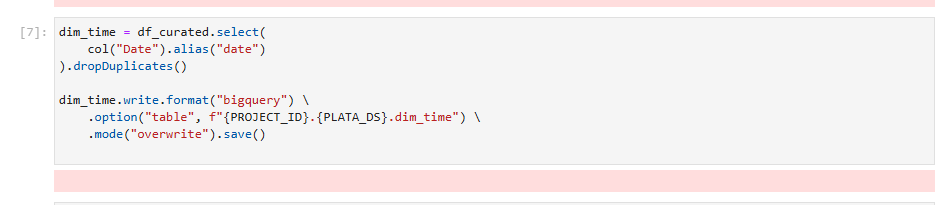 [7]:
dim_time = df_curated.select(
    col("Date").alias("date")
).dropDuplicates()

dim_time.write.format("bigquery") \
    .option("table", f"{PROJECT_ID}.{PLATA_DS}.dim_time") \
    .mode("overwrite").save()